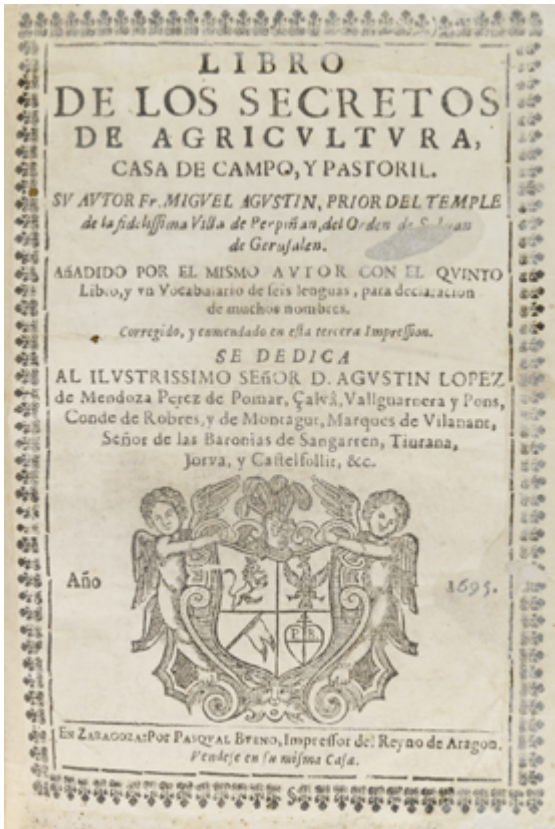 LIBRO
DE LOS SECRETOS
DE AGRICVLTVRA,
CASA DE CAMPO, Y PASTORIL.
SV AVTOR Fr. MIGVEL AGVSTIN, PRIOR DEL TEMPLE
de la fidelissima Villa de Perpiñan, del Orden de S. Iuan
de Gerusalen.
AñADIDO POR EL MISMO AVTOR CON EL QVINTO
Libro, y vn Vocabulario de seis lenguas, para declaracion
de muchos nombres.
Corregido, y enmendado en esta tercera Impression.
SE DEDICA
AL ILVSTRISSIMO SEñOR D. AGVSTIN LOPEZ
de Mendoza Perez de Pomar, Çalvà, Vallguarnera y Pons,
Conde de Robres, y de Montagut, Marques de Vilanant,
Señor de las Baronias de Sangarren, Tiurana,
Jorva, y Castelfollit, &c.
Año 1695.
P B
EN ZARAGOZA: Por PASQVAL BVENO, Impressor del Reyno de Aragon.
Vendese en su misma Casa.
S